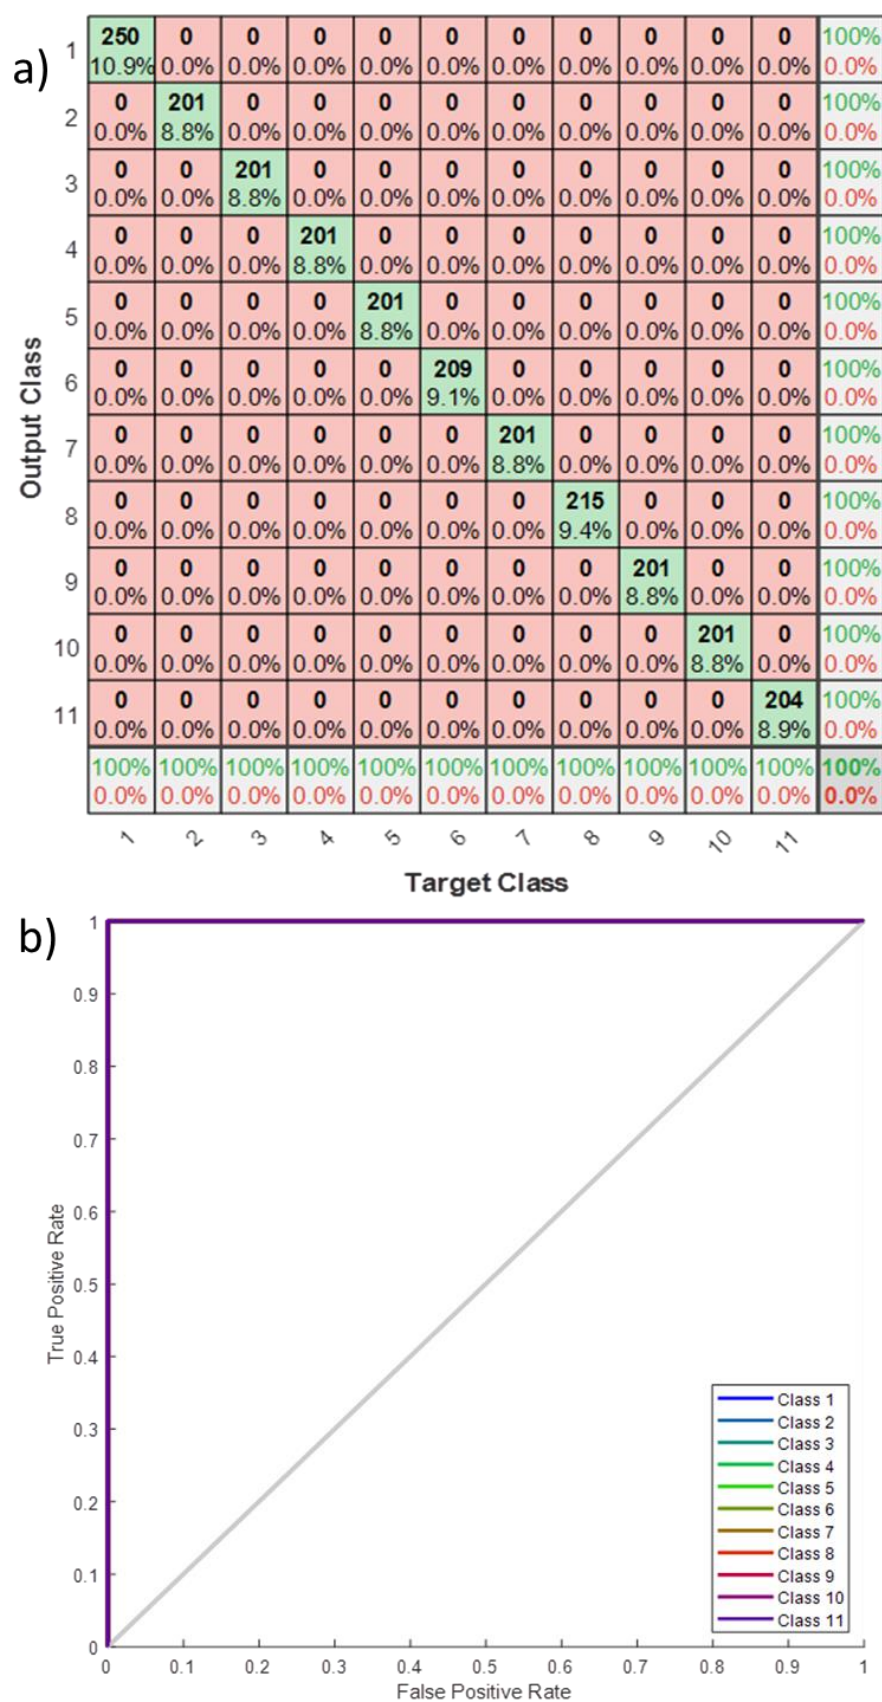 a)
Output Class
1 250 0 0 0 0 0 0 0 0 0 0 100%
10.9% 0.0% 0.0% 0.0% 0.0% 0.0% 0.0% 0.0% 0.0% 0.0% 0.0% 0.0%
2 0 201 0 0 0 0 0 0 0 0 0 100%
0.0% 8.8% 0.0% 0.0% 0.0% 0.0% 0.0% 0.0% 0.0% 0.0% 0.0% 0.0%
3 0 0 201 0 0 0 0 0 0 0 0 100%
0.0% 0.0% 8.8% 0.0% 0.0% 0.0% 0.0% 0.0% 0.0% 0.0% 0.0% 0.0%
4 0 0 0 201 0 0 0 0 0 0 0 100%
0.0% 0.0% 0.0% 8.8% 0.0% 0.0% 0.0% 0.0% 0.0% 0.0% 0.0% 0.0%
5 0 0 0 0 201 0 0 0 0 0 0 100%
0.0% 0.0% 0.0% 0.0% 8.8% 0.0% 0.0% 0.0% 0.0% 0.0% 0.0% 0.0%
6 0 0 0 0 0 209 0 0 0 0 0 100%
0.0% 0.0% 0.0% 0.0% 0.0% 9.1% 0.0% 0.0% 0.0% 0.0% 0.0% 0.0%
7 0 0 0 0 0 0 201 0 0 0 0 100%
0.0% 0.0% 0.0% 0.0% 0.0% 0.0% 8.8% 0.0% 0.0% 0.0% 0.0% 0.0%
8 0 0 0 0 0 0 0 215 0 0 0 100%
0.0% 0.0% 0.0% 0.0% 0.0% 0.0% 0.0% 9.4% 0.0% 0.0% 0.0% 0.0%
9 0 0 0 0 0 0 0 0 201 0 0 100%
0.0% 0.0% 0.0% 0.0% 0.0% 0.0% 0.0% 0.0% 8.8% 0.0% 0.0% 0.0%
10 0 0 0 0 0 0 0 0 0 201 0 100%
0.0% 0.0% 0.0% 0.0% 0.0% 0.0% 0.0% 0.0% 0.0% 8.8% 0.0% 0.0%
11 0 0 0 0 0 0 0 0 0 0 204 100%
0.0% 0.0% 0.0% 0.0% 0.0% 0.0% 0.0% 0.0% 0.0% 0.0% 8.9% 0.0%
100% 100% 100% 100% 100% 100% 100% 100% 100% 100% 100% 100%
0.0% 0.0% 0.0% 0.0% 0.0% 0.0% 0.0% 0.0% 0.0% 0.0% 0.0% 0.0%
1 2 3 4 5 6 7 8 9 10 11
Target Class
b)
True Positive Rate
1
0.9
0.8
0.7
0.6
0.5
0.4
0.3
0.2
0.1
0
Class 1
Class 2
Class 3
Class 4
Class 5
Class 6
Class 7
Class 8
Class 9
Class 10
Class 11
0 0.1 0.2 0.3 0.4 0.5 0.6 0.7 0.8 0.9 1
False Positive Rate